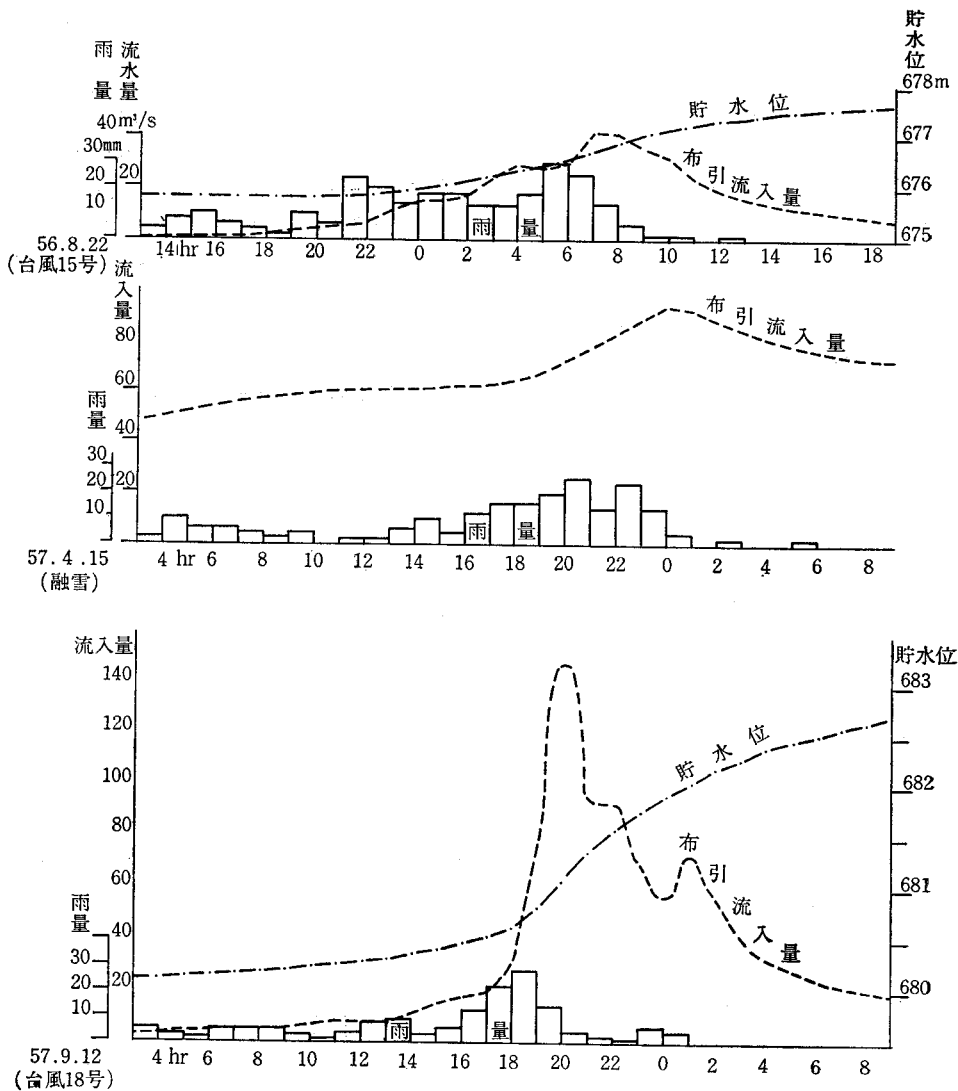 雨量
流水量
貯水位
678m
40m³/s
30mm
20
10
20
貯水位
布引流入量
677
676
675
雨量
14hr 16 18 20 22 0 2 4 6 8 10 12 14 16 18
56.8.22
(台風15号)
流入量
80
60
40
20
雨量
30
20
10
布引流入量
雨量
4 hr 6 8 10 12 14 16 18 20 22 0 2 4 6 8
57.4.15
(融雪)
流入量
140
120
100
80
60
40
20
雨量
30
20
10
貯水位
683
682
681
680
貯水位
布引流入量
雨量
4 hr 6 8 10 12 14 16 18 20 22 0 2 4 6 8
57.9.12
(台風18号)